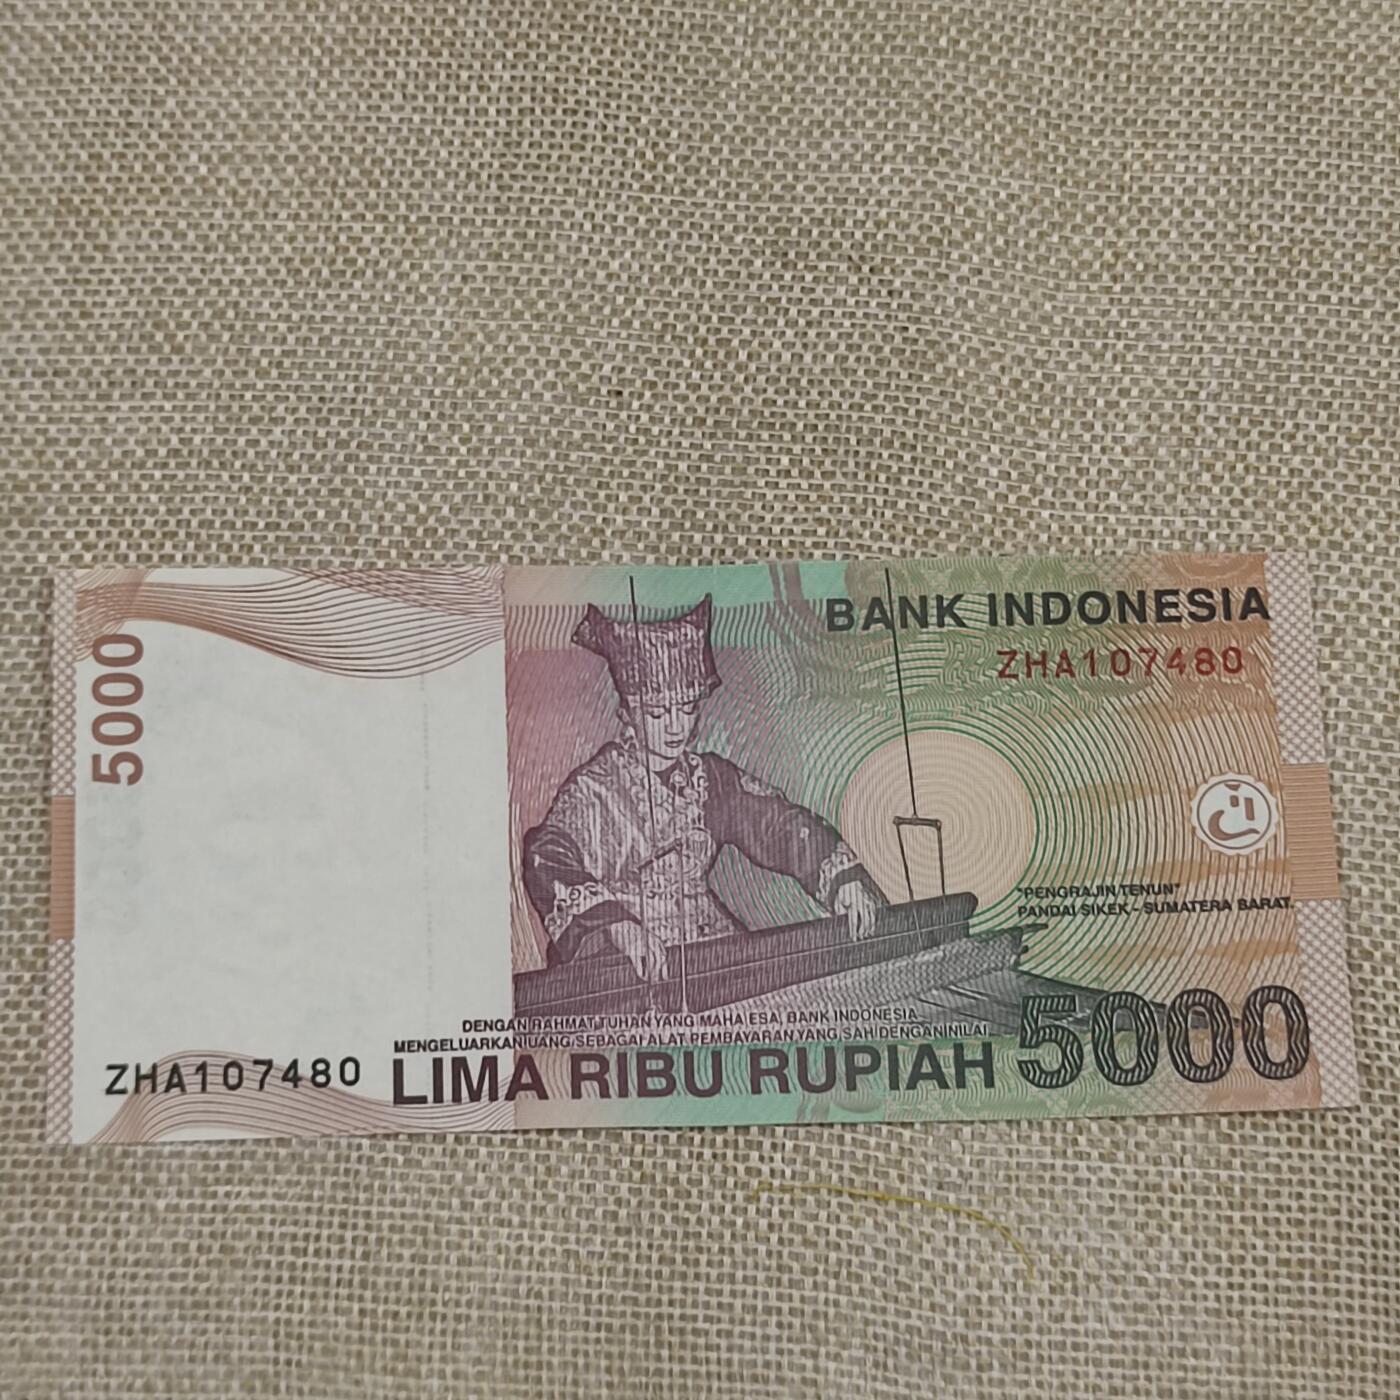 5000
BANK INDONESIA
ZHA107480
"PENGRAJIN TENUN"
PANDAI SIKEK - SUMATERA BARAT
DENGAN RAHMAT TUHAN YANG MAHA ESA, BANK INDONESIA
MENGELUARKAN UANG SEBAGAI ALAT PEMBAYARAN YANG SAH DENGAN NILAI
ZHA107480
LIMA RIBU RUPIAH 5000